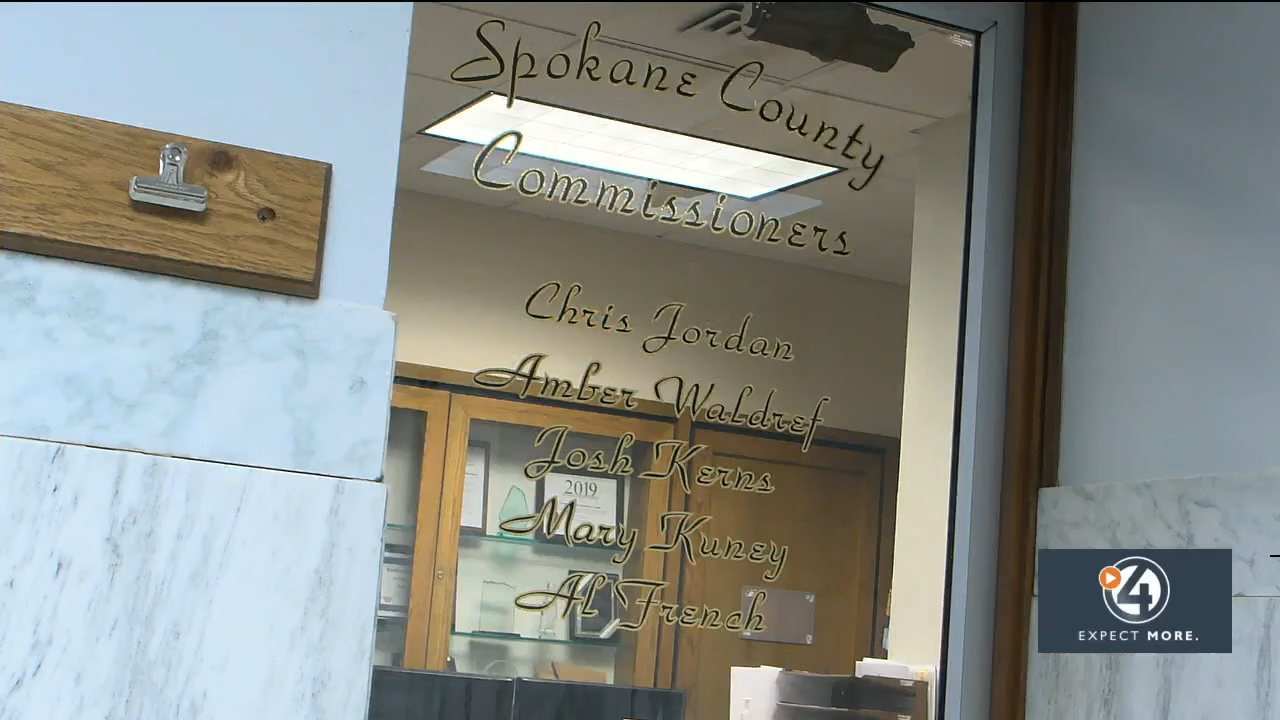 Spokane County
Commissioners
Chris Jordan
Amber Waldref
Josh Kerns
Mary Kuney
Al French
2019
4
EXPECT MORE.